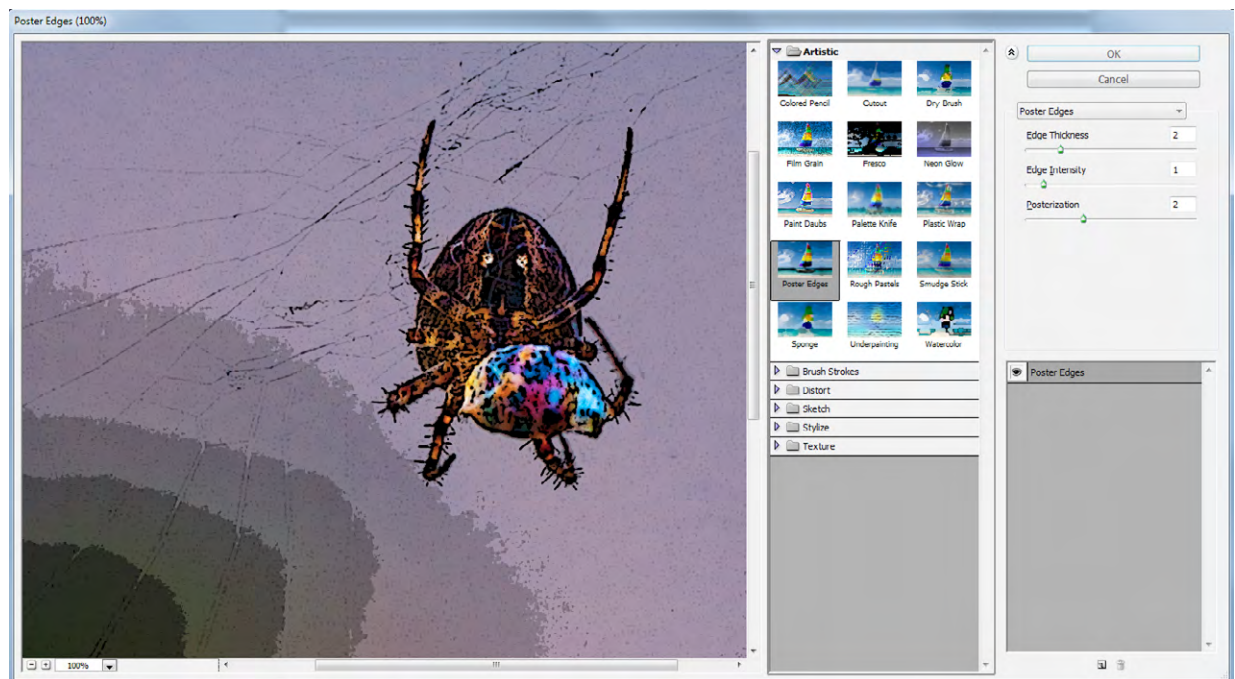 Poster Edges (100%)
Artistic
Colored Pencil
Cutout
Dry Brush
Film Grain
Fresco
Neon Glow
Paint Daubs
Palette Knife
Plastic Wrap
Poster Edges
Rough Pastels
Smudge Stick
Sponge
Underpainting
Watercolor
Brush Strokes
Distort
Sketch
Stylize
Texture
OK
Cancel
Poster Edges
Edge Thickness 2
Edge Intensity 1
Posterization 2
Poster Edges
100%